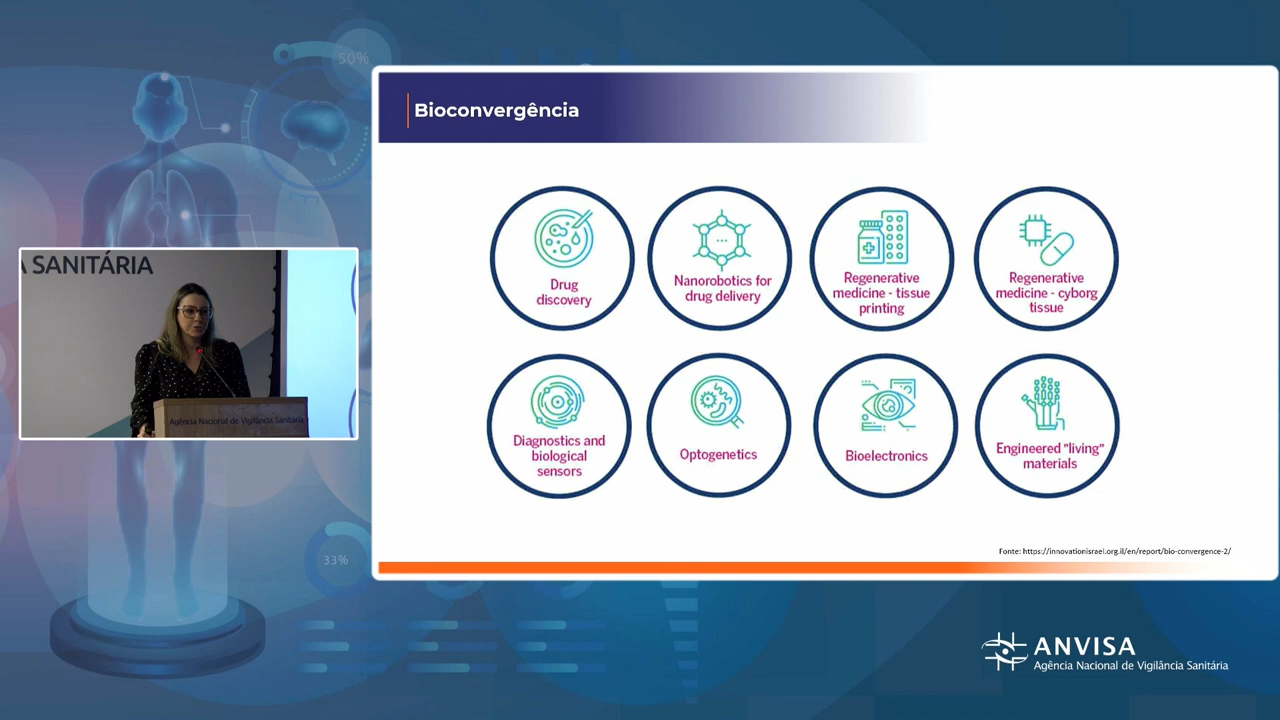 50%
Bioconvergência
Drug
discovery
Nanorobotics for
drug delivery
Regenerative
medicine - tissue
printing
Regenerative
medicine - cyborg
tissue
A SANITÁRIA
Agência Nacional de Vigilância Sanitária
Diagnostics and
biological
sensors
Optogenetics
Bioelectronics
Engineered "living"
materials
Fonte: https://innovationisrael.org.il/en/report/bio-convergence-2/
33%
ANVISA
Agência Nacional de Vigilância Sanitária